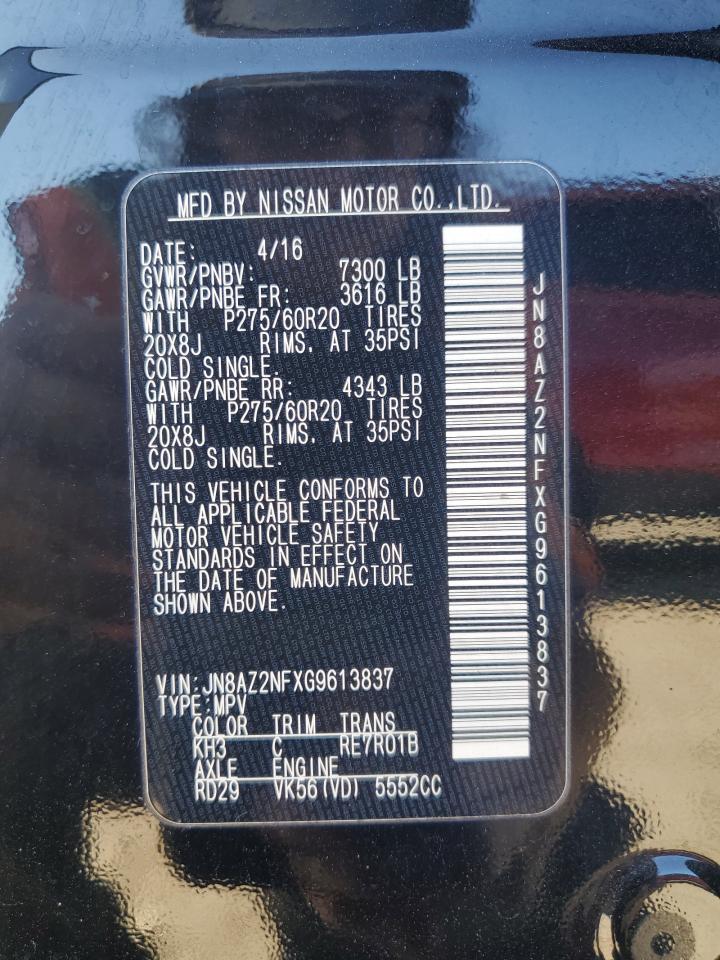 MFD BY NISSAN MOTOR CO.,LTD.
DATE: 4/16
GVWR/PNBV: 7300 LB
GAWR/PNBE FR: 3616 LB
WITH P275/60R20 TIRES
20X8J RIMS. AT 35PSI
COLD SINGLE.
GAWR/PNBE RR: 4343 LB
WITH P275/60R20 TIRES
20X8J RIMS. AT 35PSI
COLD SINGLE.
THIS VEHICLE CONFORMS TO
ALL APPLICABLE FEDERAL
MOTOR VEHICLE SAFETY
STANDARDS IN EFFECT ON
THE DATE OF MANUFACTURE
SHOWN ABOVE.
VIN:JN8AZ2NFXG9613837
TYPE:MPV
COLOR TRIM TRANS
KH3 C RE7R01B
AXLE ENGINE
RD29 VK56(VD) 5552CC
JN8AZ2NFXG9613837